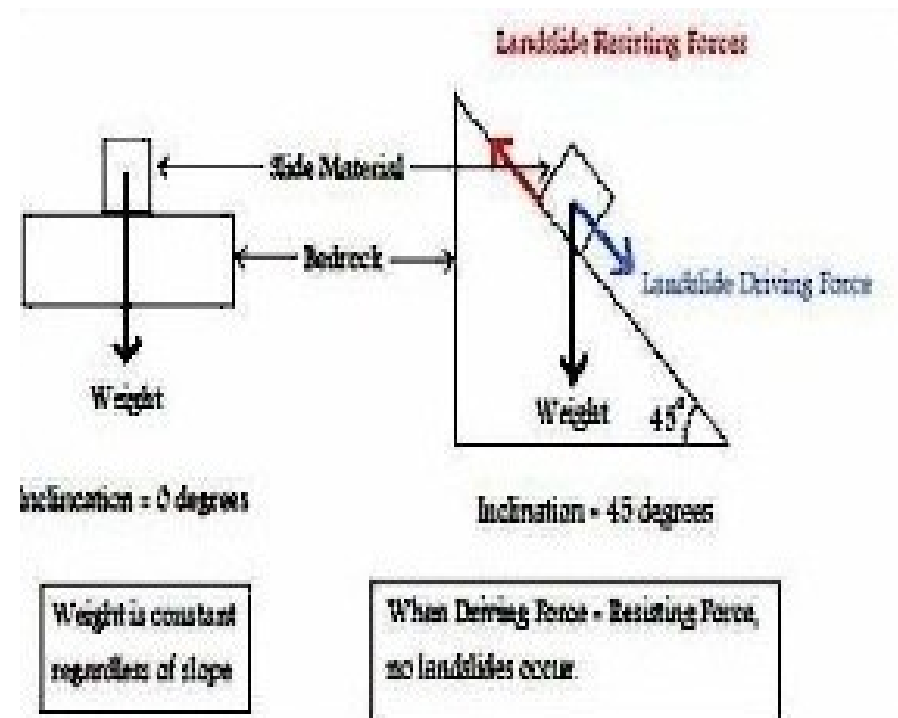 Landslide Resisting Forces
Slide Material
Bedrock
Landslide Driving Force
Weight
Weight
45°
Inclination = 0 degrees
Inclination = 45 degrees
Weight is constant
regardless of slope
When Driving Force = Resisting Force,
no landslides occur.